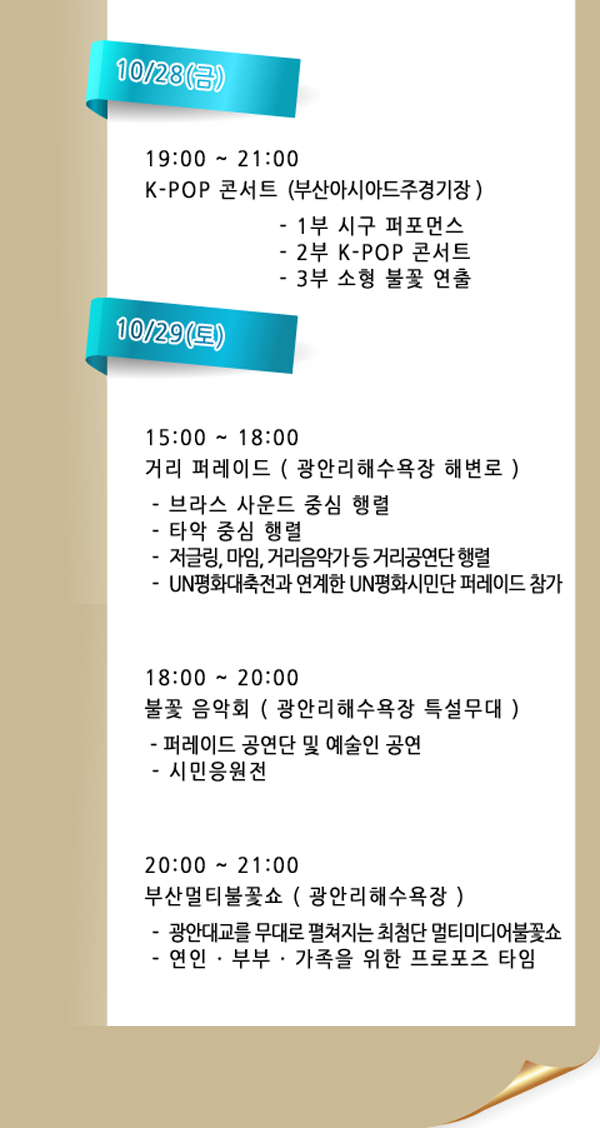 10/28(금)
19:00 ~ 21:00
K-POP 콘서트 (부산아시아드주경기장 )
- 1부 시구 퍼포먼스
- 2부 K-POP 콘서트
- 3부 소형 불꽃 연출
10/29(토)
15:00 ~ 18:00
거리 퍼레이드 ( 광안리해수욕장 해변로 )
- 브라스 사운드 중심 행렬
- 타악 중심 행렬
- 저글링, 마임, 거리음악가 등 거리공연단 행렬
- UN평화대축전과 연계한 UN평화시민단 퍼레이드 참가
18:00 ~ 20:00
불꽃 음악회 ( 광안리해수욕장 특설무대 )
- 퍼레이드 공연단 및 예술인 공연
- 시민응원전
20:00 ~ 21:00
부산멀티불꽃쇼 ( 광안리해수욕장 )
- 광안대교를 무대로 펼쳐지는 최첨단 멀티미디어불꽃쇼
- 연인 · 부부 · 가족을 위한 프로포즈 타임